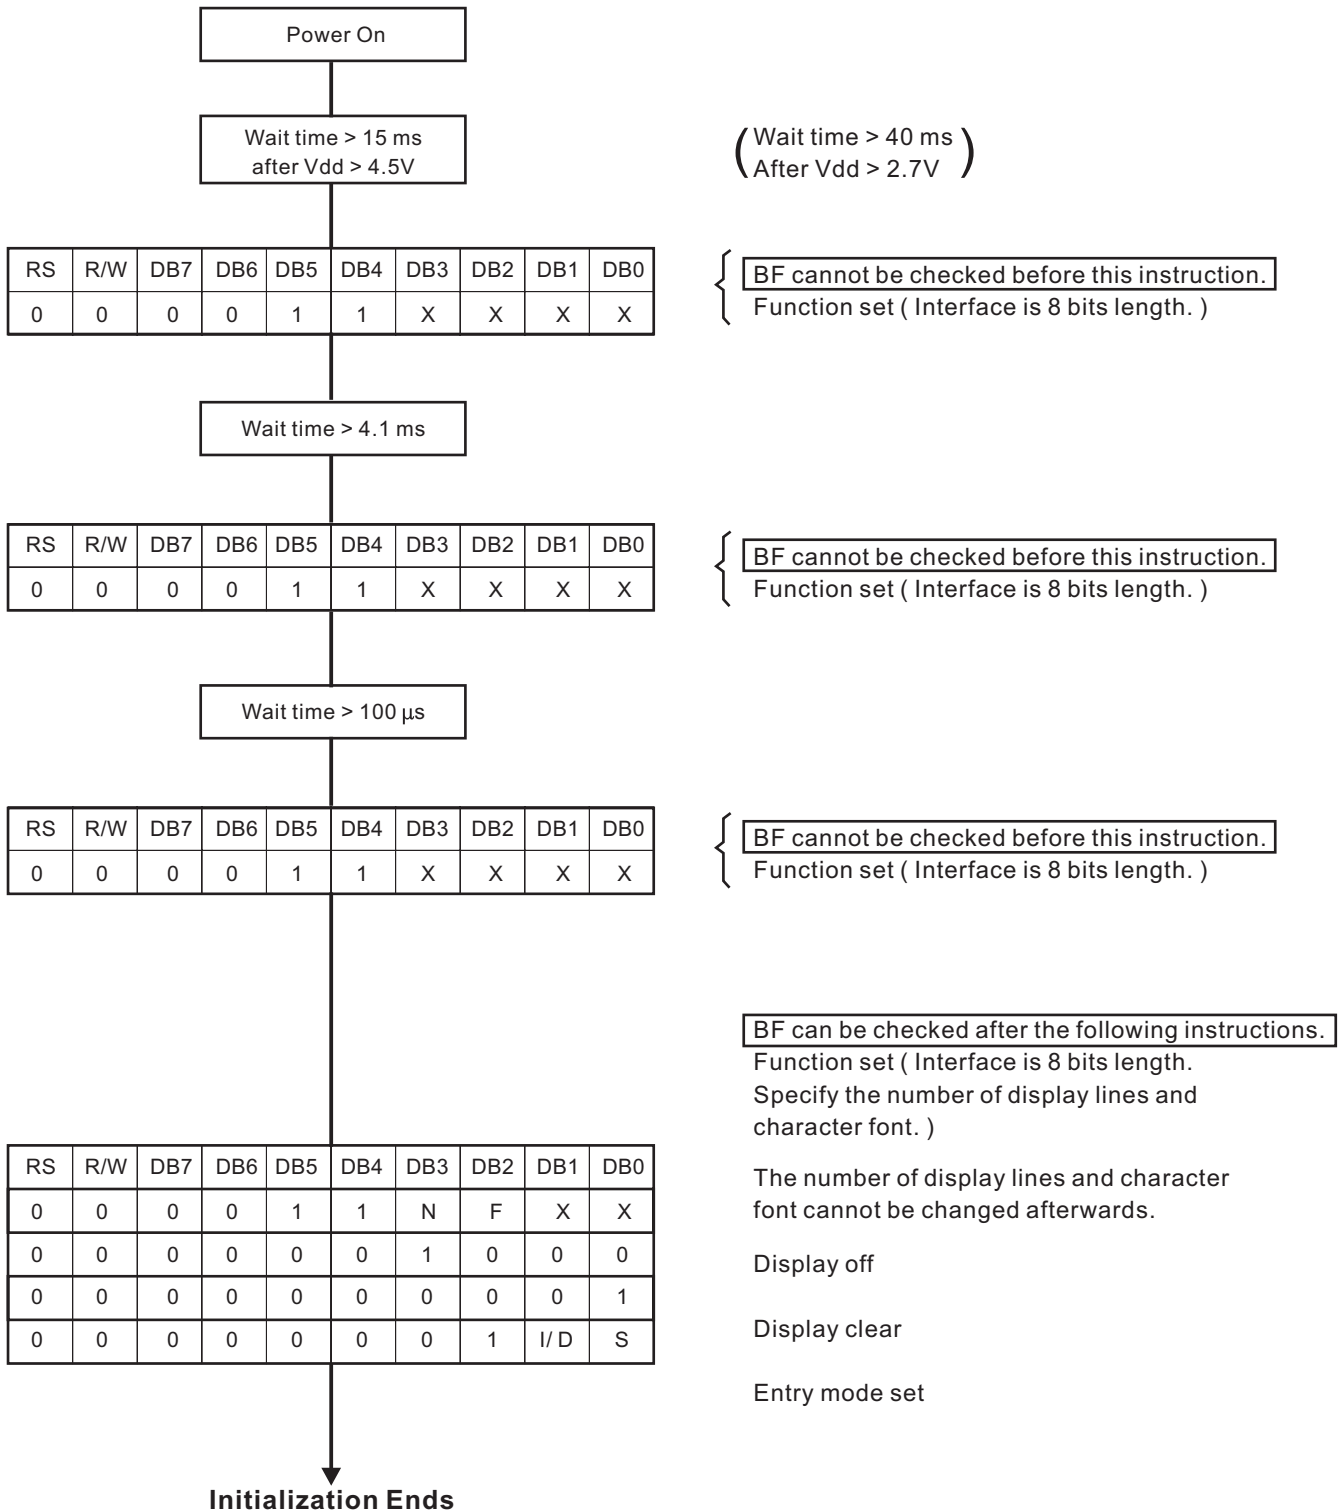 Power On
Wait time > 15 ms
after Vdd > 4.5V
(Wait time > 40 ms
After Vdd > 2.7V)
RS R/W DB7 DB6 DB5 DB4 DB3 DB2 DB1 DB0
0 0 0 0 1 1 X X X X
BF cannot be checked before this instruction.
Function set ( Interface is 8 bits length. )
Wait time > 4.1 ms
RS R/W DB7 DB6 DB5 DB4 DB3 DB2 DB1 DB0
0 0 0 0 1 1 X X X X
BF cannot be checked before this instruction.
Function set ( Interface is 8 bits length. )
Wait time > 100 µs
RS R/W DB7 DB6 DB5 DB4 DB3 DB2 DB1 DB0
0 0 0 0 1 1 X X X X
BF cannot be checked before this instruction.
Function set ( Interface is 8 bits length. )
BF can be checked after the following instructions.
Function set ( Interface is 8 bits length.
Specify the number of display lines and
character font. )
RS R/W DB7 DB6 DB5 DB4 DB3 DB2 DB1 DB0
0 0 0 0 1 1 N F X X
0 0 0 0 0 0 1 0 0 0
0 0 0 0 0 0 0 0 0 1
0 0 0 0 0 0 0 1 I/D S
The number of display lines and character
font cannot be changed afterwards.
Display off
Display clear
Entry mode set
Initialization Ends